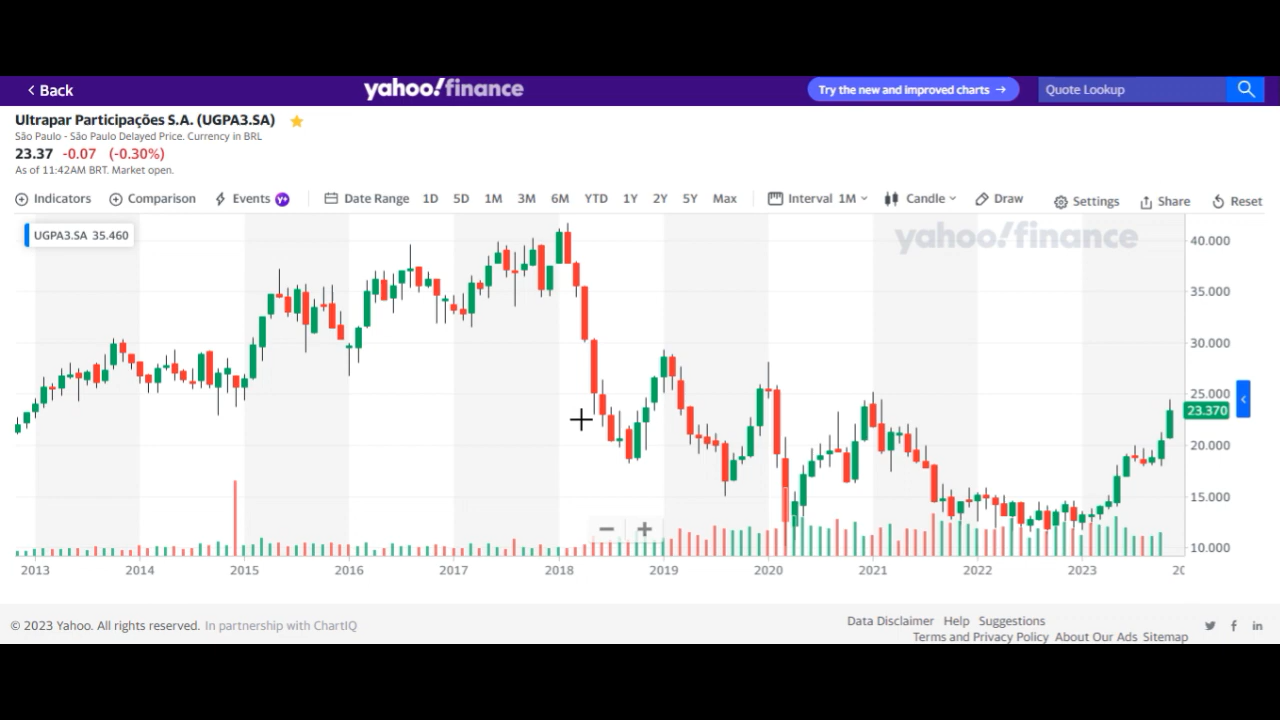 Back
yahoo!finance
Try the new and improved charts →
Quote Lookup
Ultrapar Participações S.A. (UGPA3.SA)
São Paulo - São Paulo Delayed Price. Currency in BRL
23.37 -0.07 (-0.30%)
As of 11:42AM BRT. Market open.
Indicators Comparison Events Y+ Date Range 1D 5D 1M 3M 6M YTD 1Y 2Y 5Y Max Interval 1M Candle Draw Settings Share Reset
UGPA3.SA 35.460
yahoo!finance
40.000
35.000
30.000
25.000
23.370
20.000
15.000
10.000
2013 2014 2015 2016 2017 2018 2019 2020 2021 2022 2023
© 2023 Yahoo. All rights reserved. In partnership with ChartIQ
Data Disclaimer Help Suggestions
Terms and Privacy Policy About Our Ads Sitemap